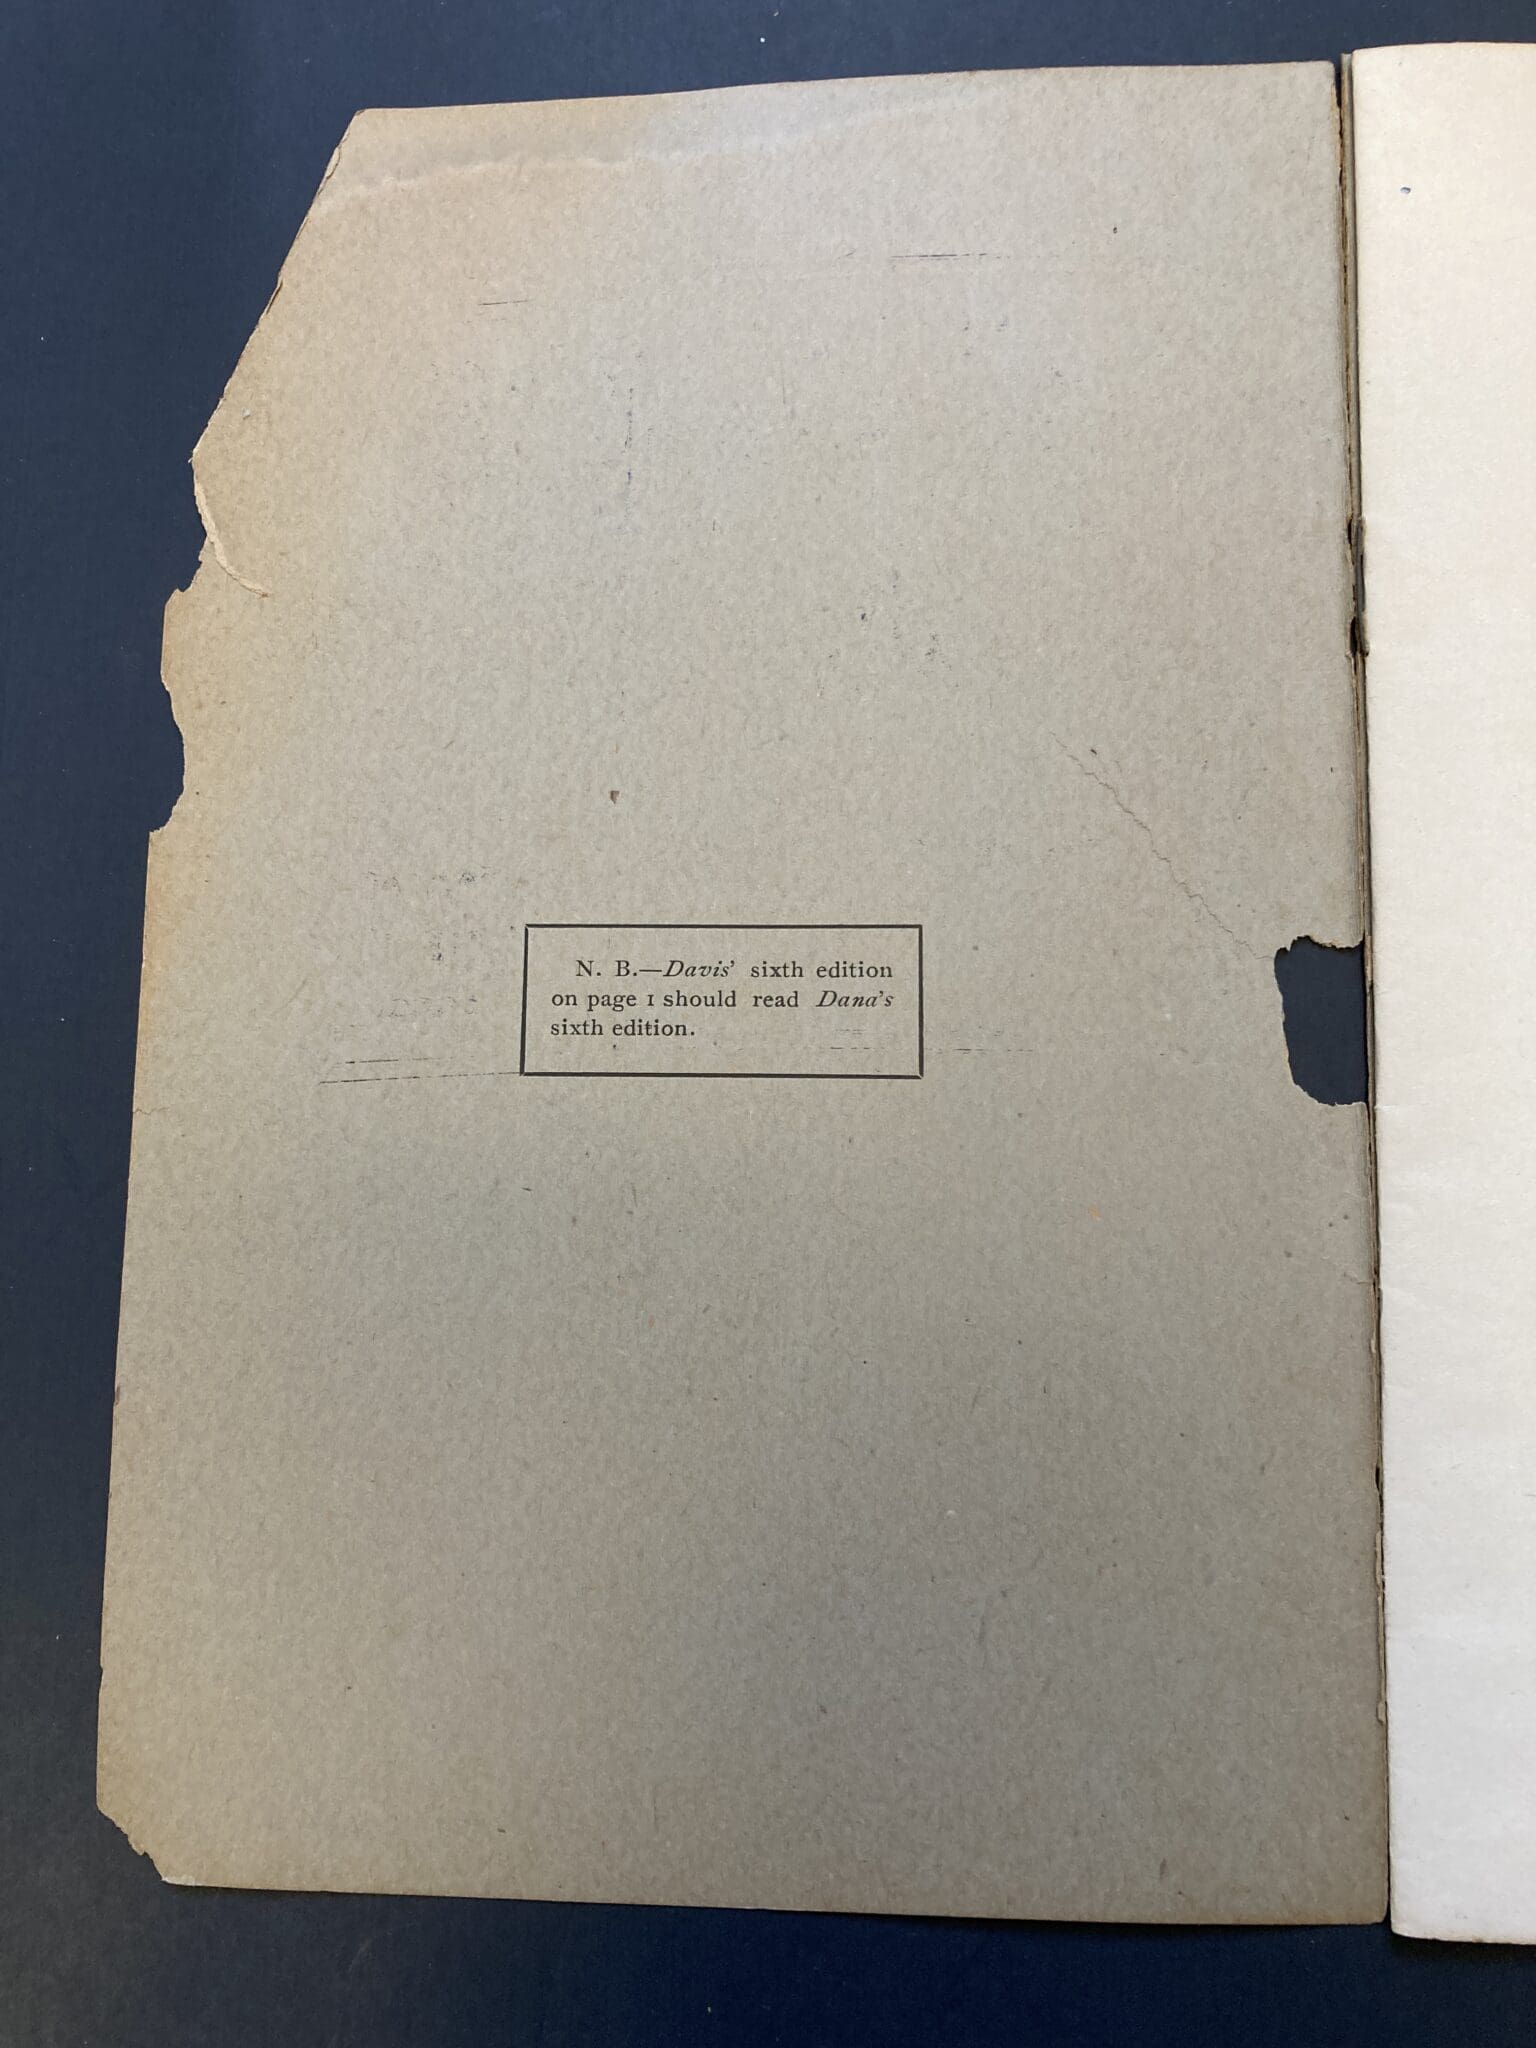 N. B.—Davis' sixth edition
on page 1 should read Dana's
sixth edition.